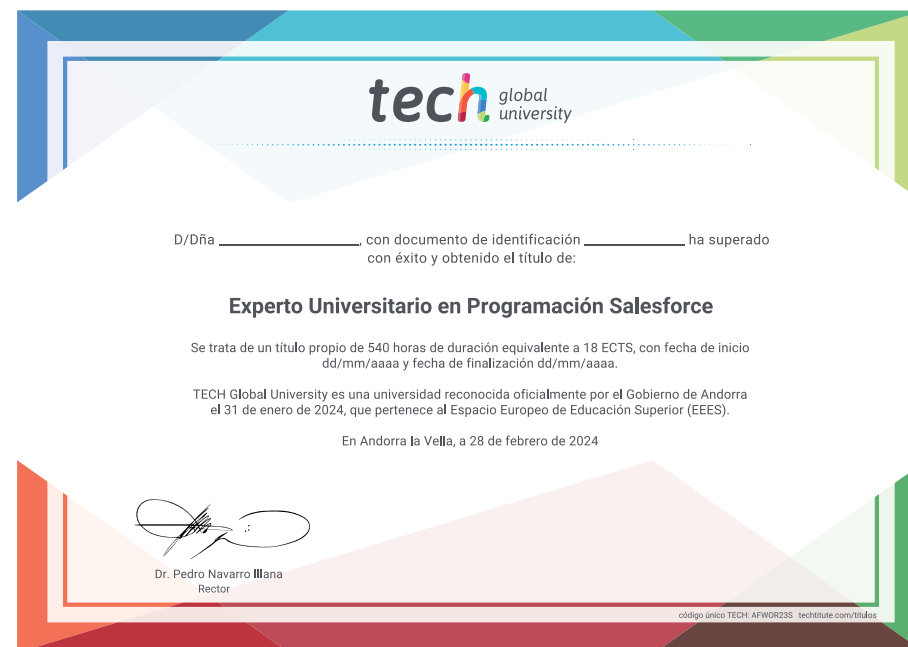 tech global university
D/Dña ____________________, con documento de identificación ______________ ha superado
con éxito y obtenido el título de:
Experto Universitario en Programación Salesforce
Se trata de un título propio de 540 horas de duración equivalente a 18 ECTS, con fecha de inicio
dd/mm/aaaa y fecha de finalización dd/mm/aaaa.
TECH Global University es una universidad reconocida oficialmente por el Gobierno de Andorra
el 31 de enero de 2024, que pertenece al Espacio Europeo de Educación Superior (EEES).
En Andorra la Vella, a 28 de febrero de 2024
Dr. Pedro Navarro Illana
Rector
código único TECH: AFWOR23S techtitute.com/titulos